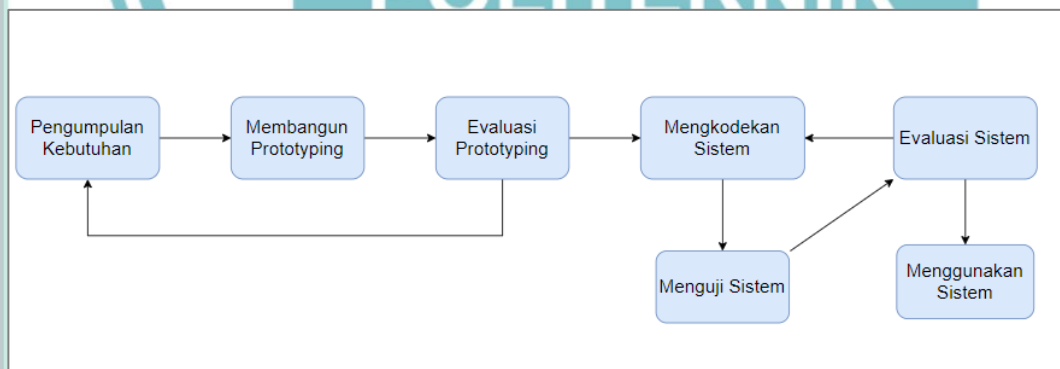 Pengumpulan
Kebutuhan
Membangun
Prototyping
Evaluasi
Prototyping
Mengkodekan
Sistem
Evaluasi Sistem
Menguji Sistem
Menggunakan
Sistem